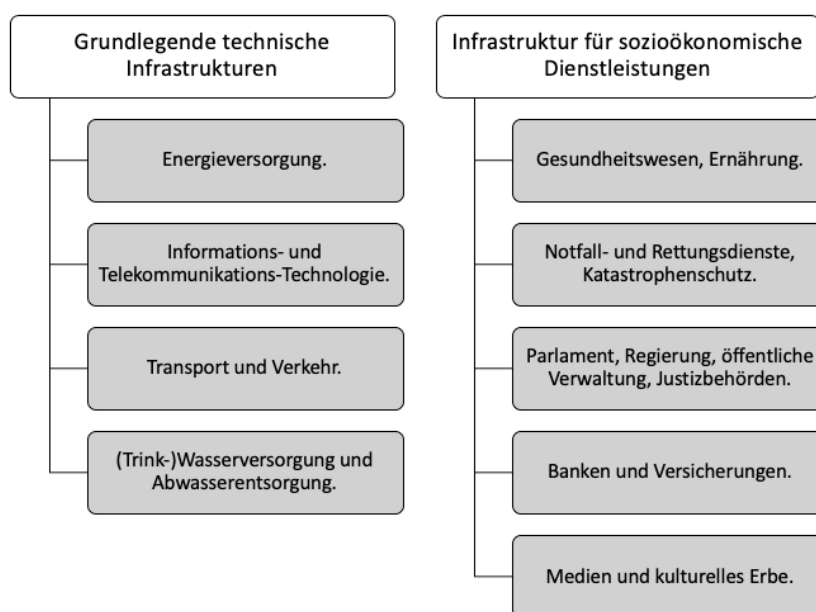 Grundlegende technische
Infrastrukturen
Energieversorgung.
Informations- und
Telekommunikations-Technologie.
Transport und Verkehr.
(Trink-)Wasserversorgung und
Abwasserentsorgung.
Infrastruktur für sozioökonomische
Dienstleistungen
Gesundheitswesen, Ernährung.
Notfall- und Rettungsdienste,
Katastrophenschutz.
Parlament, Regierung, öffentliche
Verwaltung, Justizbehörden.
Banken und Versicherungen.
Medien und kulturelles Erbe.